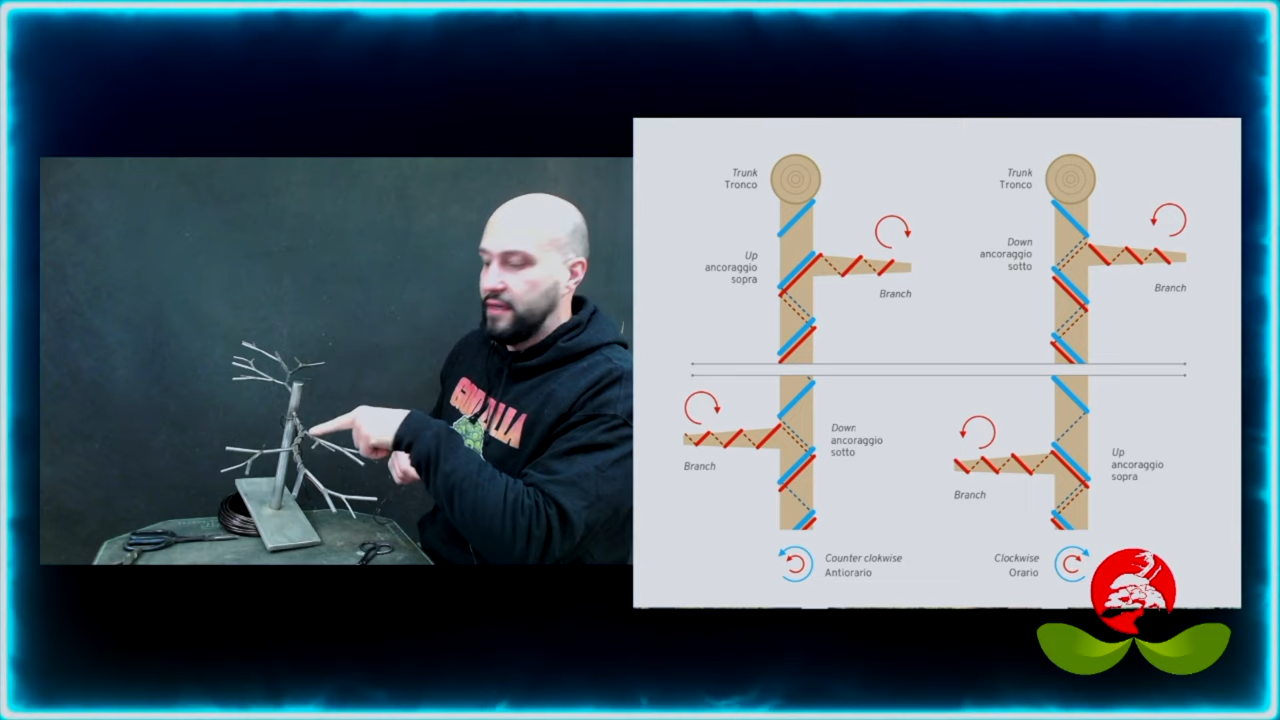 GODZILLA
Trunk
Tronco
Up
ancoraggio
sopra
Branch
Trunk
Tronco
Down
ancoraggio
sotto
Branch
Branch
Down
ancoraggio
sotto
Branch
Up
ancoraggio
sopra
Counter clokwise
Antiorario
Clockwise
Orario